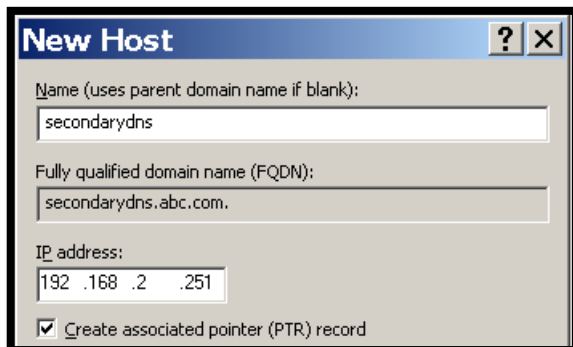 New Host
Name (uses parent domain name if blank):
secondarydns
Fully qualified domain name (FQDN):
secondarydns.abc.com.
IP address:
192 .168 .2 .251
Create associated pointer (PTR) record